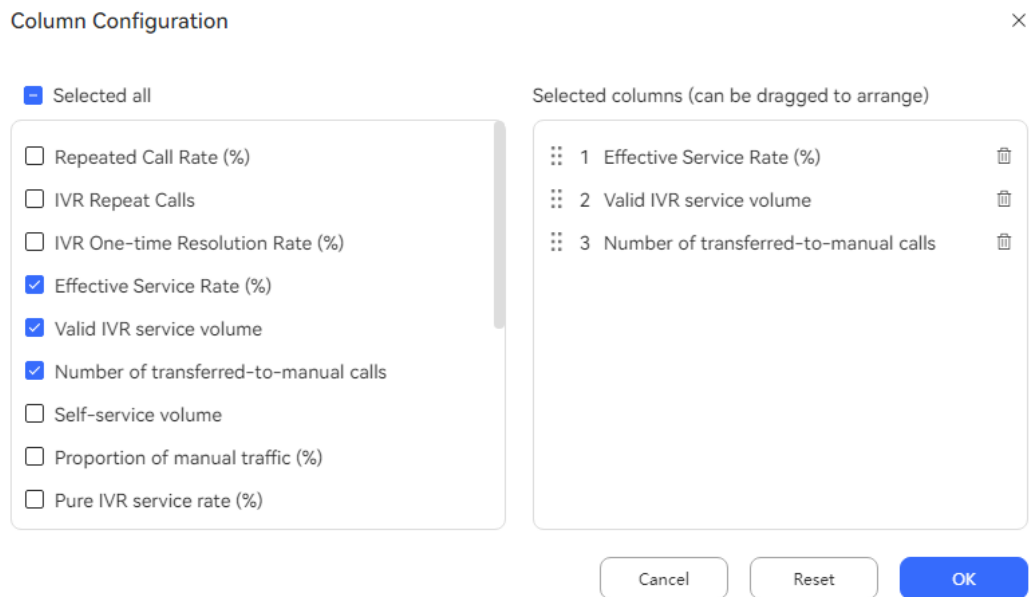 Column Configuration
Selected all
Repeated Call Rate (%)
IVR Repeat Calls
IVR One-time Resolution Rate (%)
Effective Service Rate (%)
Valid IVR service volume
Number of transferred-to-manual calls
Self-service volume
Proportion of manual traffic (%)
Pure IVR service rate (%)
Selected columns (can be dragged to arrange)
1 Effective Service Rate (%)
2 Valid IVR service volume
3 Number of transferred-to-manual calls
Cancel
Reset
OK